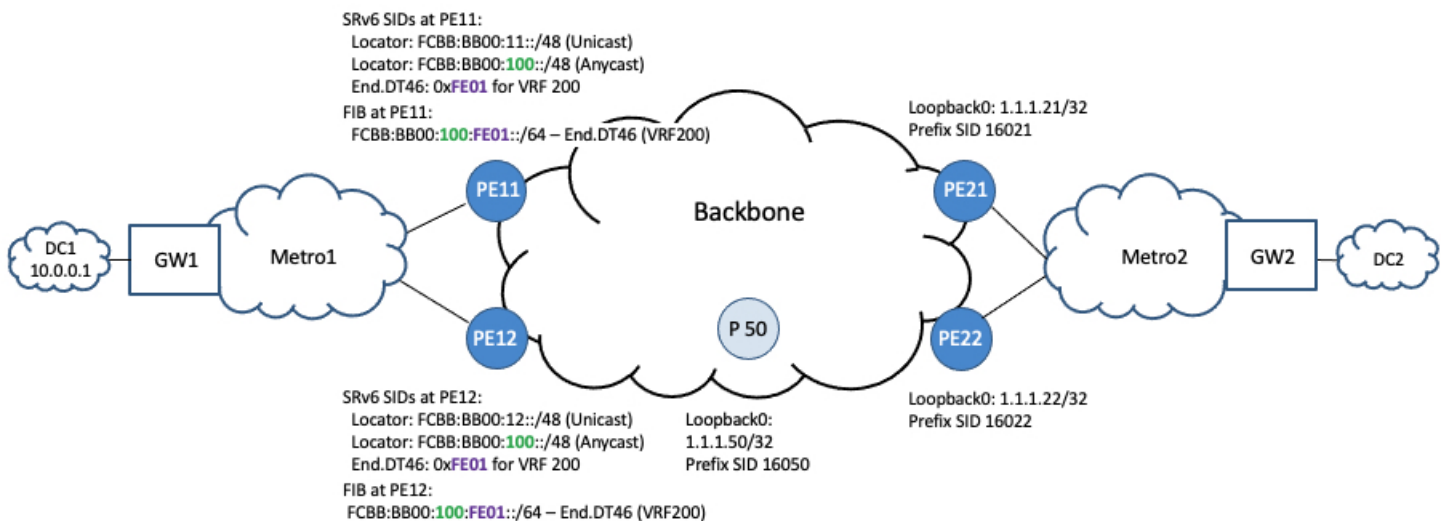 SRv6 SIDs at PE11:
Locator: FCBB:BB00:11::/48 (Unicast)
Locator: FCBB:BB00:100::/48 (Anycast)
End.DT46: 0xFE01 for VRF 200
FIB at PE11:
FCBB:BB00:100:FE01::/64 – End.DT46 (VRF200)
Loopback0: 1.1.1.21/32
Prefix SID 16021
PE11
PE21
Backbone
DC1
10.0.0.1
GW1
Metro1
Metro2
GW2
DC2
P 50
PE12
PE22
SRv6 SIDs at PE12:
Locator: FCBB:BB00:12::/48 (Unicast)
Locator: FCBB:BB00:100::/48 (Anycast)
End.DT46: 0xFE01 for VRF 200
FIB at PE12:
FCBB:BB00:100:FE01::/64 – End.DT46 (VRF200)
Loopback0:
1.1.1.50/32
Prefix SID 16050
Loopback0: 1.1.1.22/32
Prefix SID 16022